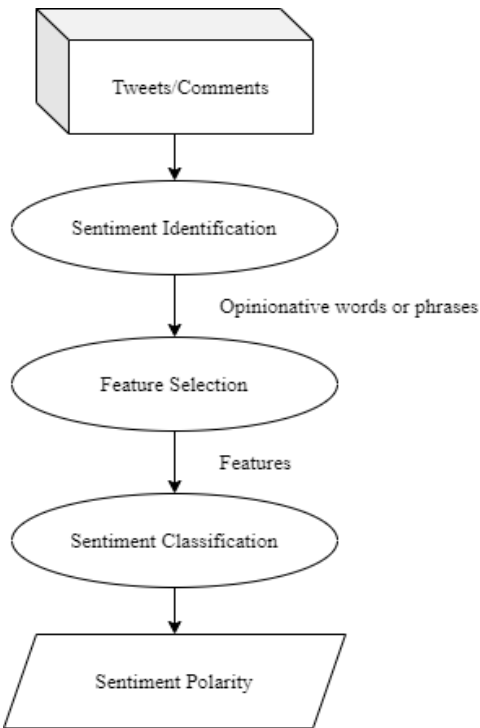 Tweets/Comments
Sentiment Identification
Opinionative words or phrases
Feature Selection
Features
Sentiment Classification
Sentiment Polarity